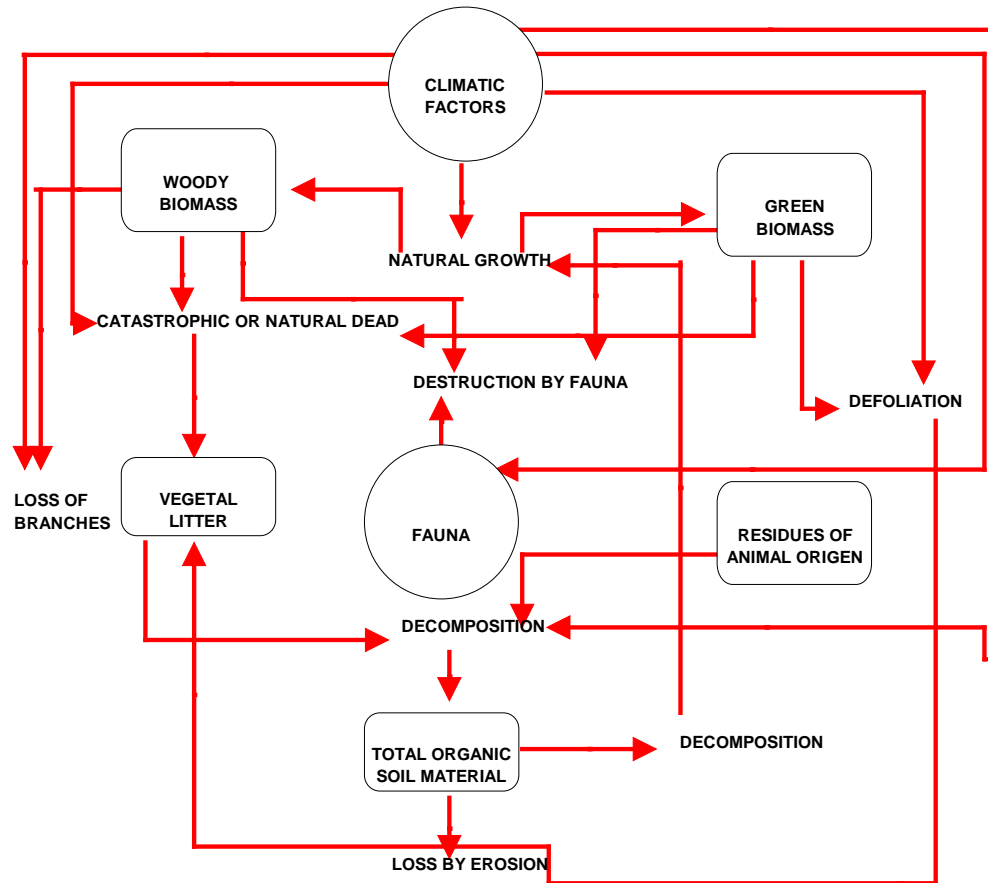 CLIMATIC
FACTORS
WOODY
BIOMASS
GREEN
BIOMASS
NATURAL GROWTH
CATASTROPHIC OR NATURAL DEAD
DESTRUCTION BY FAUNA
DEFOLIATION
LOSS OF
BRANCHES
VEGETAL
LITTER
FAUNA
RESIDUES OF
ANIMAL ORIGEN
DECOMPOSITION
TOTAL ORGANIC
SOIL MATERIAL
DECOMPOSITION
LOSS BY EROSION